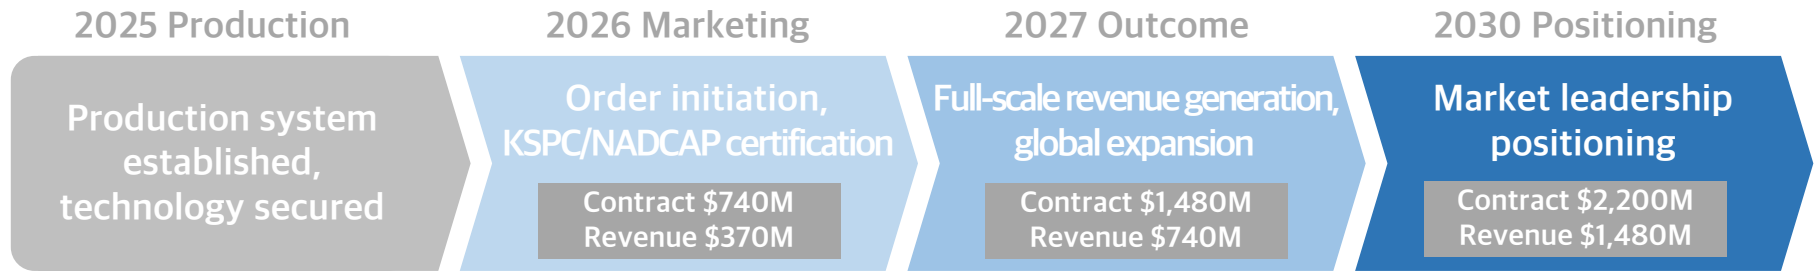 2025 Production
Production system
established,
technology secured
2026 Marketing
Order initiation,
KSPC/NADCAP certification
Contract $740M
Revenue $370M
2027 Outcome
Full-scale revenue generation,
global expansion
Contract $1,480M
Revenue $740M
2030 Positioning
Market leadership
positioning
Contract $2,200M
Revenue $1,480M